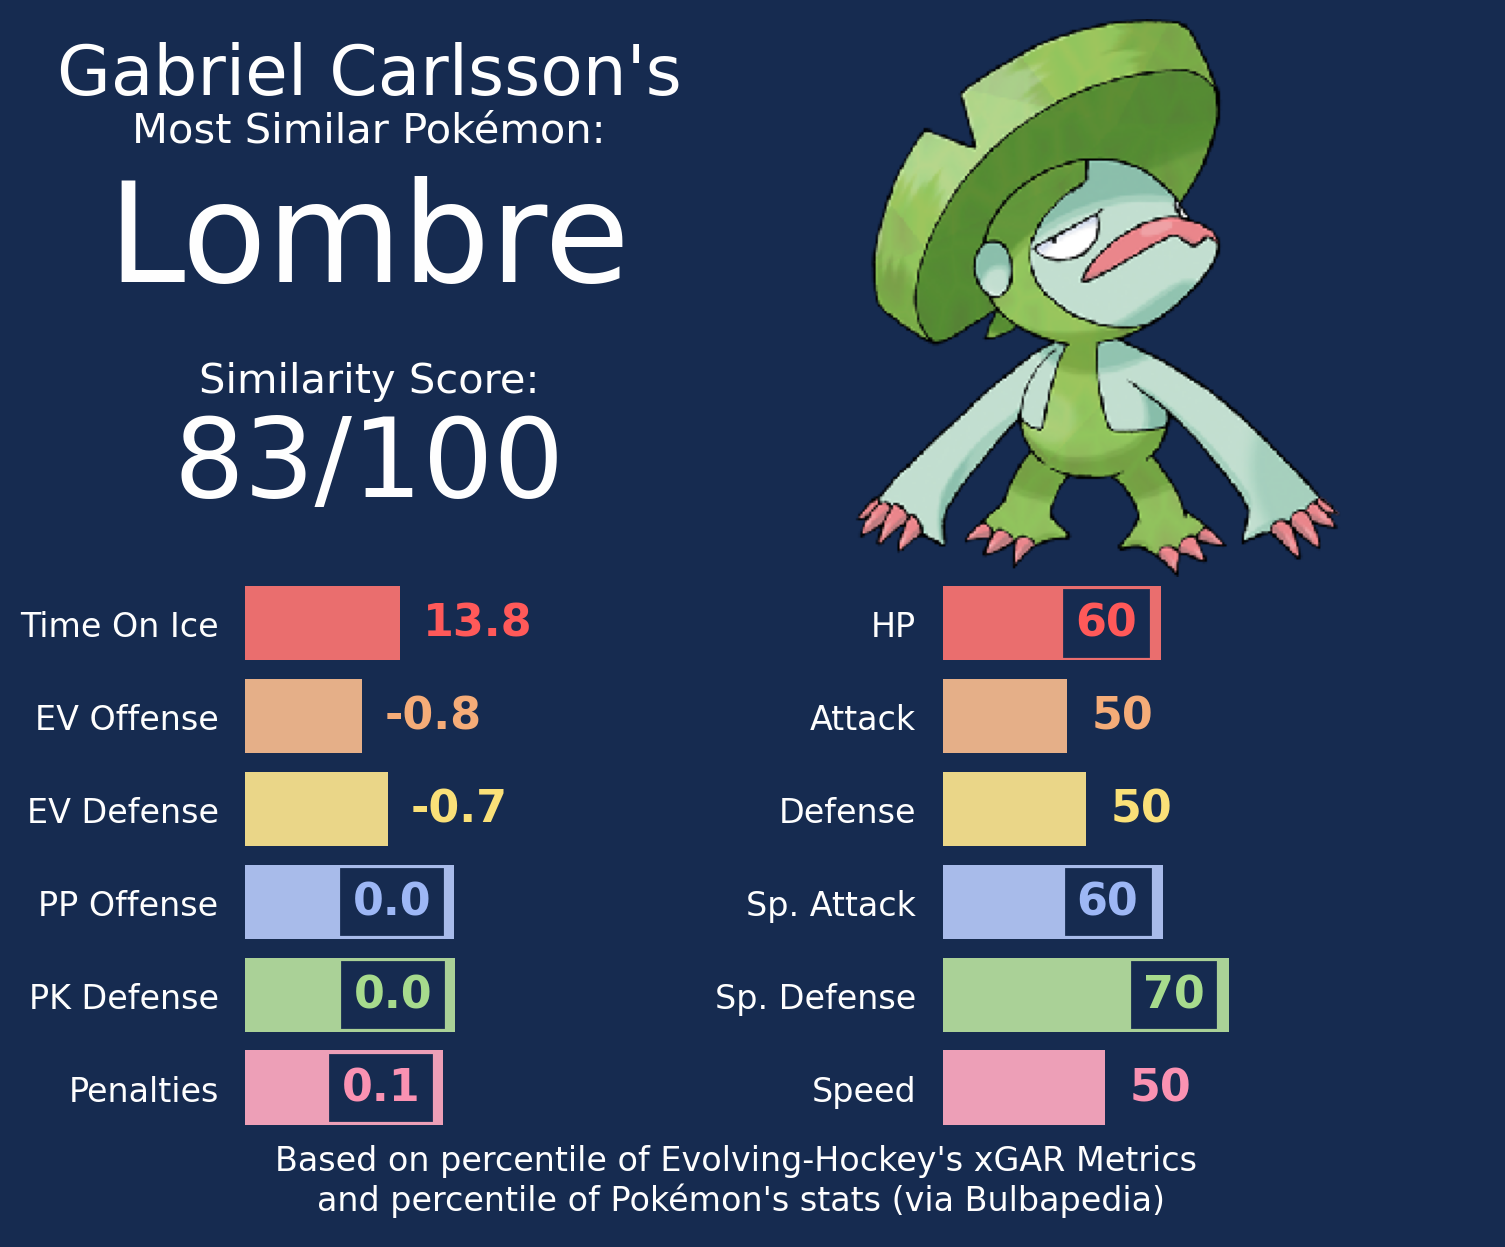 Gabriel Carlsson's
Most Similar Pokémon:
Lombre
Similarity Score:
83/100
Time On Ice 13.8
EV Offense -0.8
EV Defense -0.7
PP Offense 0.0
PK Defense 0.0
Penalties 0.1
HP 60
Attack 50
Defense 50
Sp. Attack 60
Sp. Defense 70
Speed 50
Based on percentile of Evolving-Hockey's xGAR Metrics
and percentile of Pokémon's stats (via Bulbapedia)